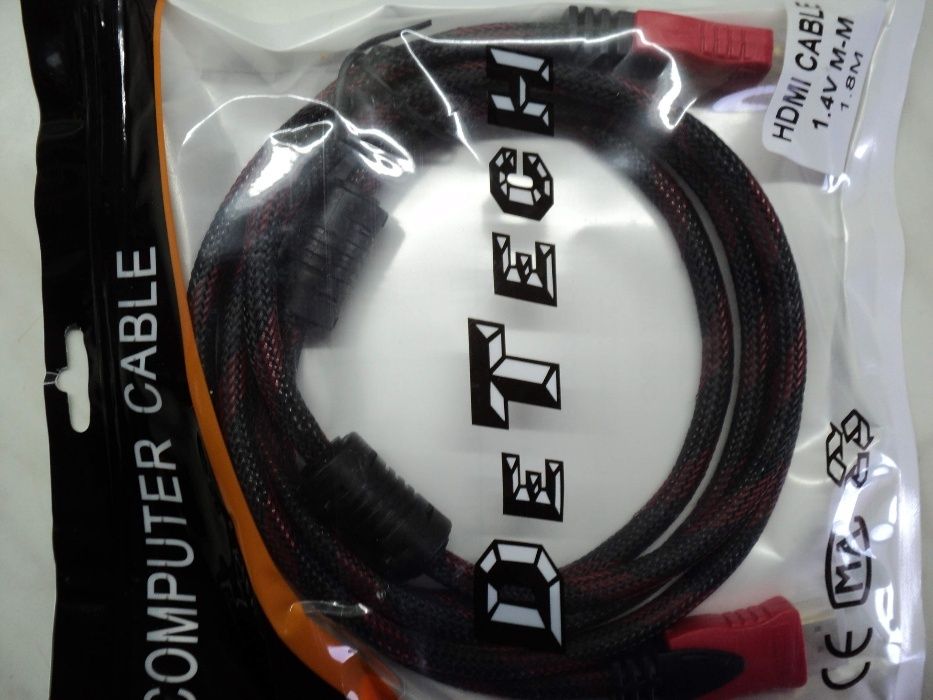 COMPUTER CABLE
DETECH
HDMI CABLE
1.4V M-M
1.8M
CE